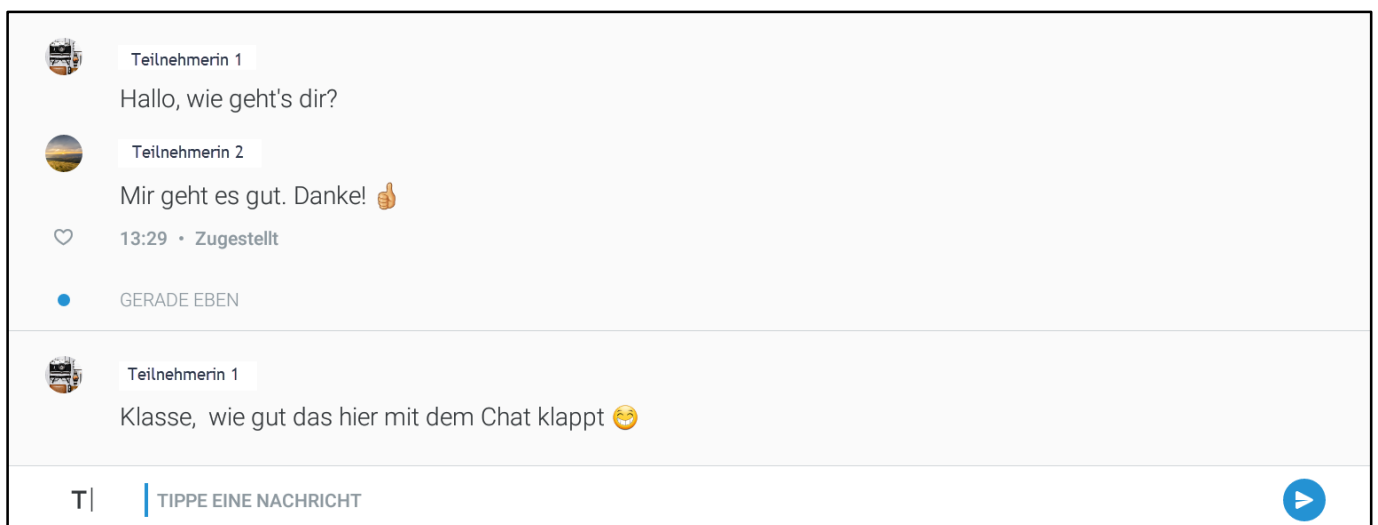 Teilnehmerin 1
Hallo, wie geht's dir?
Teilnehmerin 2
Mir geht es gut. Danke! 👍
13:29 • Zugestellt
GERADE EBEN
Teilnehmerin 1
Klasse,  wie gut das hier mit dem Chat klappt 😁
T| TIPPE EINE NACHRICHT